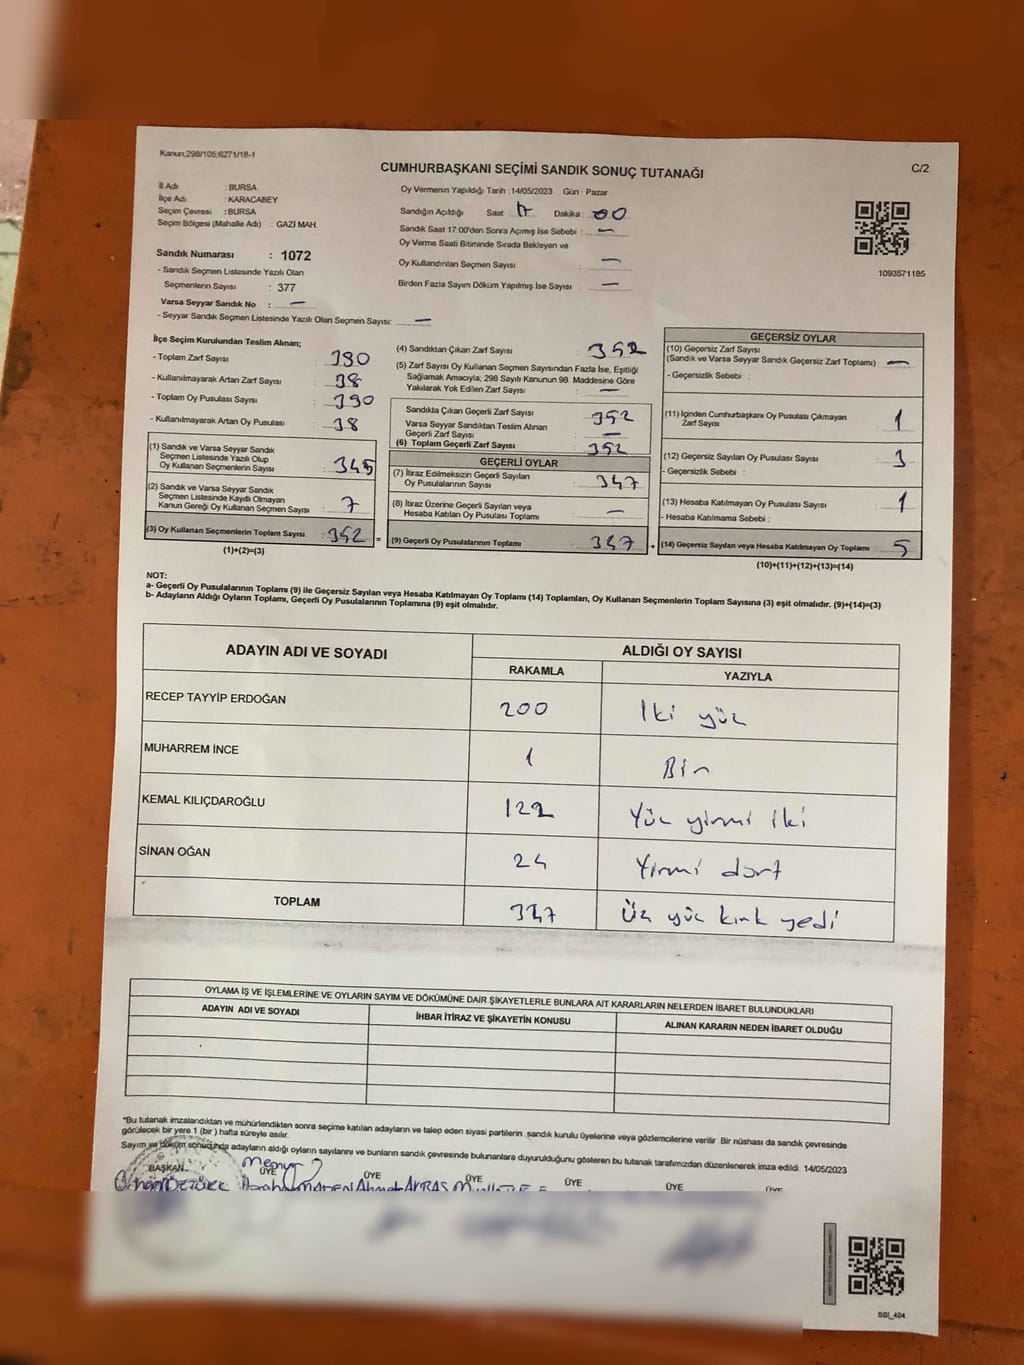 Kanun;298/105;6271/18-1
C/2
CUMHURBAŞKANI SEÇİMİ SANDIK SONUÇ TUTANAĞI
İl Adı : BURSA
İlçe Adı : KARACABEY
Seçim Çevresi : BURSA
Seçim Bölgesi (Mahalle Adı) : GAZİ MAH.
Sandık Numarası : 1072
- Sandık Seçmen Listesinde Yazılı Olan
Seçmenlerin Sayısı : 377
Varsa Seyyar Sandık No : —
- Seyyar Sandık Seçmen Listesinde Yazılı Olan Seçmen Sayısı: —
Oy Vermenin Yapıldığı Tarih :14/05/2023 Gün : Pazar
Sandığın Açıldığı Saat : 17 Dakika : 00
Sandık Saat 17:00'den Sonra Açımış İse Sebebi : —
Oy Verme Saati Bitiminde Sırada Bekleyen ve
Oy Kullandırılan Seçmen Sayısı : —
Birden Fazla Sayım Döküm Yapılmış İse Sayısı : —
1093571185
İlçe Seçim Kurulundan Teslim Alınan;
- Toplam Zarf Sayısı : 390
- Kullanılmayarak Artan Zarf Sayısı : 38
- Toplam Oy Pusulası Sayısı : 390
- Kullanılmayarak Artan Oy Pusulası : 38
(1) Sandık ve Varsa Seyyar Sandık
Seçmen Listesinde Yazılı Olup
Oy Kullanan Seçmenlerin Sayısı : 345
(2) Sandık ve Varsa Seyyar Sandık
Seçmen Listesinde Kayıtlı Olmayan
Kanun Gereği Oy Kullanan Seçmen Sayısı : 7
(3) Oy Kullanan Seçmenlerin Toplam Sayısı : 352
(1)+(2)=(3)
(4) Sandıktan Çıkan Zarf Sayısı : 352
(5) Zarf Sayısı Oy Kullanan Seçmen Sayısından Fazla İse, Eşitliği
Sağlamak Amacıyla; 298 Sayılı Kanunun 98. Maddesine Göre
Yakılarak Yok Edilen Zarf Sayısı : —
Sandıkta Çıkan Geçerli Zarf Sayısı : 352
Varsa Seyyar Sandıktan Teslim Alınan
Geçerli Zarf Sayısı : —
(6) Toplam Geçerli Zarf Sayısı : 352
GEÇERLİ OYLAR
(7) İtiraz Edilmeksizin Geçerli Sayılan
Oy Pusulalarının Sayısı : 347
(8) İtiraz Üzerine Geçerli Sayılan veya
Hesaba Katılan Oy Pusulası Toplamı : —
= (9) Geçerli Oy Pusulalarının Toplamı : 347
GEÇERSİZ OYLAR
(10) Geçersiz Zarf Sayısı
(Sandık ve Varsa Seyyar Sandık Geçersiz Zarf Toplamı) : —
- Geçersizlik Sebebi :
(11) İçinden Cumhurbaşkanı Oy Pusulası Çıkmayan
Zarf Sayısı : 1
(12) Geçersiz Sayılan Oy Pusulası Sayısı : 3
- Geçersizlik Sebebi :
(13) Hesaba Katılmayan Oy Pusulası Sayısı : 1
- Hesaba Katılmama Sebebi :
+ (14) Geçersiz Sayılan veya Hesaba Katılmayan Oy Toplamı : 5
(10)+(11)+(12)+(13)=(14)
NOT:
a- Geçerli Oy Pusulalarının Toplamı (9) ile Geçersiz Sayılan veya Hesaba Katılmayan Oy Toplamı (14) Toplamları, Oy Kullanan Seçmenlerin Toplam Sayısına (3) eşit olmalıdır. (9)+(14)=(3)
b- Adayların Aldığı Oyların Toplamı, Geçerli Oy Pusulalarının Toplamına (9) eşit olmalıdır.
ADAYIN ADI VE SOYADI ALDIĞI OY SAYISI
RAKAMLA YAZIYLA
RECEP TAYYİP ERDOĞAN 200 İki yüz
MUHARREM İNCE 1 Bir
KEMAL KILIÇDAROĞLU 122 Yüz yirmi iki
SİNAN OĞAN 24 Yirmi dört
TOPLAM 347 Üç yüz kırk yedi
OYLAMA İŞ VE İŞLEMLERİNE VE OYLARIN SAYIM VE DÖKÜMÜNE DAİR ŞİKAYETLERLE BUNLARA AİT KARARLARIN NELERDEN İBARET BULUNDUKLARI
ADAYIN ADI VE SOYADI İHBAR İTİRAZ VE ŞİKAYETİN KONUSU ALINAN KARARIN NEDEN İBARET OLDUĞU
*Bu tutanak imzalandıktan ve mühürlendikten sonra seçime katılan adayların ve talep eden siyasi partilerin sandık kurulu üyelerine veya gözlemcilerine verilir. Bir nüshası da sandık çevresinde
görülecek bir yere 1 (bir ) hafta süreyle asılır.
Sayım ve döküm sonucunda adayların aldığı oyların sayılarını ve bunların sandık çevresinde bulunanlara duyurulduğunu gösteren bu tutanak tarafımızdan düzenlenerek imza edildi. 14/05/2023
BAŞKAN ÜYE ÜYE ÜYE ÜYE ÜYE ÜYE
Ahmet AKBAŞ
SSI_404